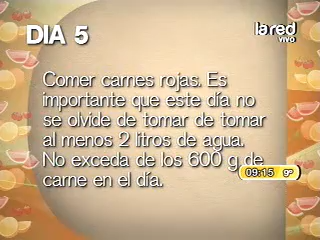 DIA 5
la red
VIVO
Comer carnes rojas. Es
importante que este día no
se olvide de tomar de tomar
al menos 2 litros de agua.
No exceda de los 600 g de
carne en el día.
09:15 9°